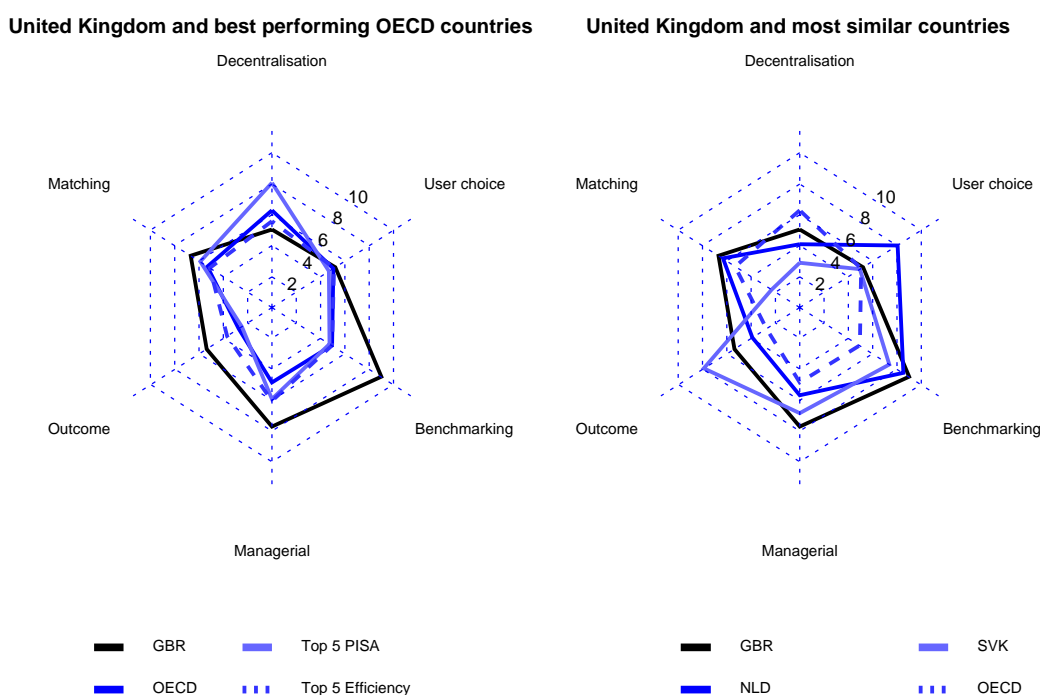 United Kingdom and best performing OECD countries
Decentralisation
Matching
User choice
10
8
6
4
2
Outcome
Benchmarking
Managerial
GBR
Top 5 PISA
OECD
Top 5 Efficiency
United Kingdom and most similar countries
Decentralisation
Matching
User choice
10
8
6
4
2
Outcome
Benchmarking
Managerial
GBR
SVK
NLD
OECD